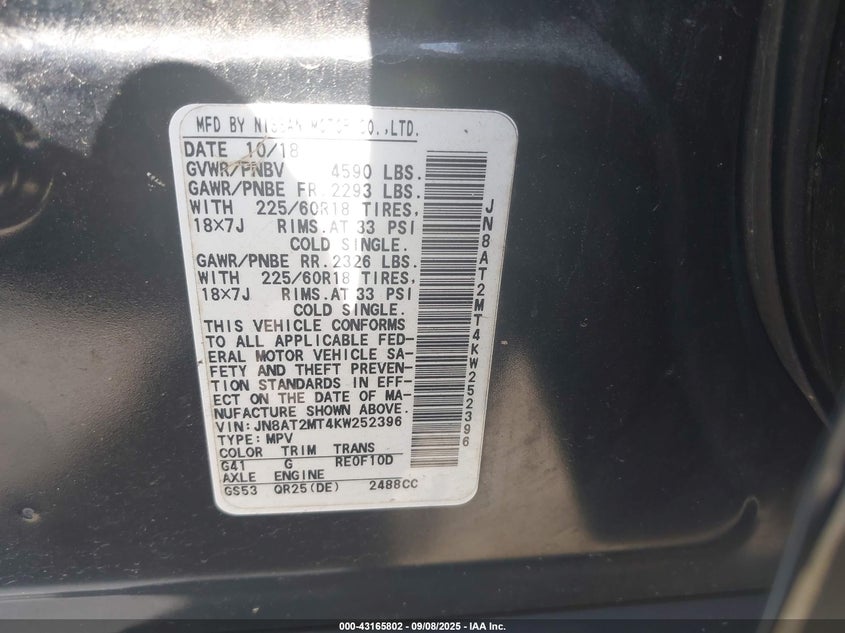 MFD BY NISSAN MOTOR CO.,LTD.
DATE 10/18
GVWR/PNBV 4590 LBS.
GAWR/PNBE FR.2293 LBS.
WITH 225/60R18 TIRES,
18×7J RIMS.AT 33 PSI
COLD SINGLE.
GAWR/PNBE RR.2326 LBS.
WITH 225/60R18 TIRES,
18×7J RIMS.AT 33 PSI
COLD SINGLE.
THIS VEHICLE CONFORMS
TO ALL APPLICABLE FED-
ERAL MOTOR VEHICLE SA-
FETY AND THEFT PREVEN-
TION STANDARDS IN EFF-
ECT ON THE DATE OF MA-
NUFACTURE SHOWN ABOVE.
VIN:JN8AT2MT4KW252396
TYPE:MPV
COLOR TRIM TRANS
G41 G RE0F10D
AXLE ENGINE
GS53 QR25(DE) 2488CC
JN8AT2MT4KW252396
000-43165802 - 09/08/2025 - IAA Inc.